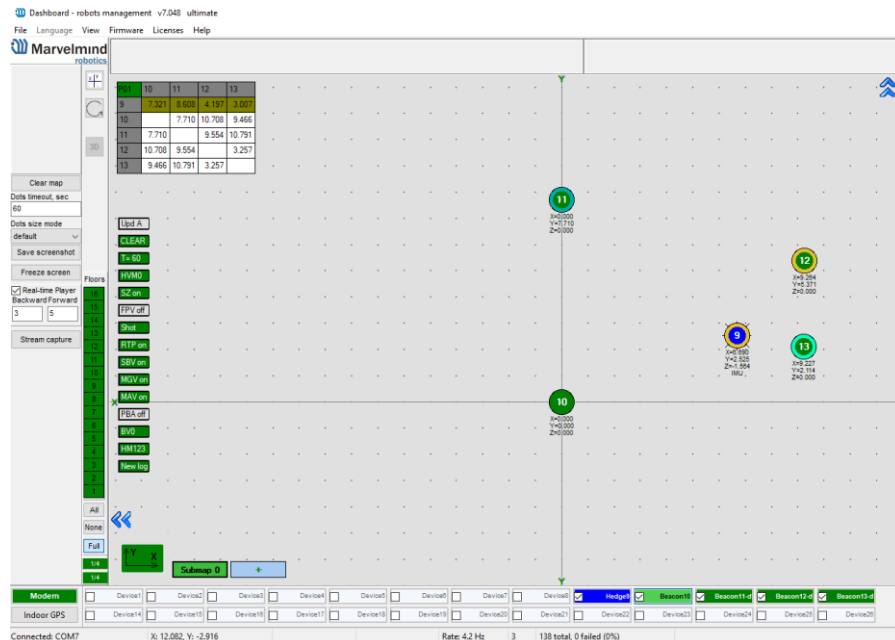 Dashboard - robots management v7.048 ultimate
File Language View Firmware Licenses Help
Marvelmind
robotics
P01 10 11 12 13
9 7.321 8.608 4.197 3.007
10 7.710 10.708 9.466
11 7.710 9.554 10.791
12 10.708 9.554 3.257
13 9.466 10.791 3.257
3D
Clear map
Dots timeout, sec
60
Dots size mode
default
Save screenshot
Freeze screen
Real-time Player
Backward Forward
3 5
Stream capture
Floors
16
15
14
13
12
11
10
9
8
7
6
5
4
3
2
1
All
None
Full
1/4
1/4
Upd A
CLEAR
T= 60
HVM0
SZ on
FPV off
Shot
RTP on
SBV on
MGV on
MAV on
PBA off
BV0
HM123
New log
Y
11
X=0.000
Y=7.710
Z=0.000
12
X=9.264
Y=5.371
Z=0.000
9
X=6.690
Y=2.525
Z=-1.564
IMU
13
X=9.227
Y=2.114
Z=0.000
X
10
X=0.000
Y=0.000
Z=0.000
Y
Y X
Submap 0 +
Modem Device1 Device2 Device3 Device4 Device5 Device6 Device7 Device8 Hedge9 Beacon10 Beacon11-d Beacon12-d Beacon13-d
Indoor GPS Device14 Device15 Device16 Device17 Device18 Device19 Device20 Device21 Device22 Device23 Device24 Device25 Device26
Connected: COM7 X: 12.082, Y: -2.916 Rate: 4.2 Hz 3 138 total, 0 failed (0%)